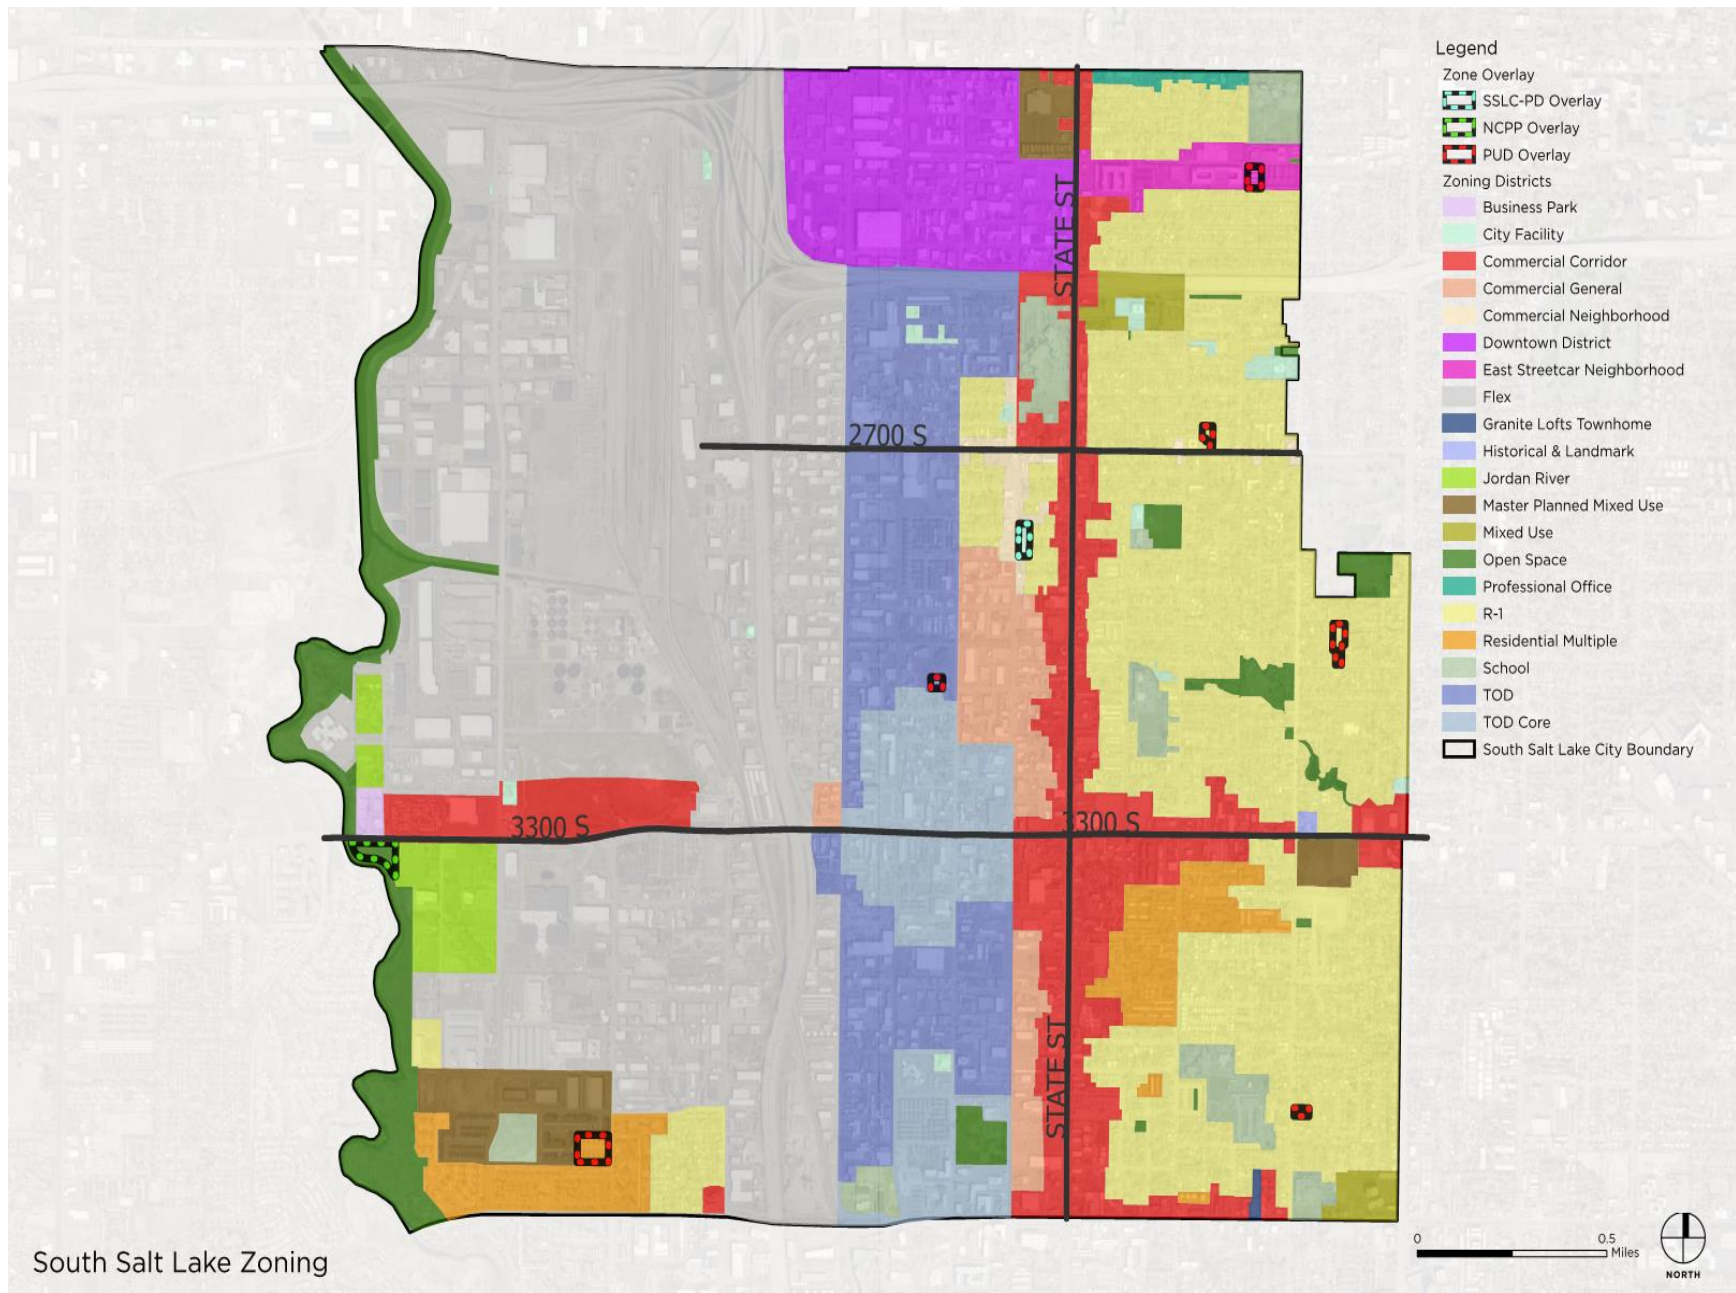 Legend
Zone Overlay
SSLC-PD Overlay
NCPP Overlay
PUD Overlay
Zoning Districts
Business Park
City Facility
Commercial Corridor
Commercial General
Commercial Neighborhood
Downtown District
East Streetcar Neighborhood
Flex
Granite Lofts Townhome
Historical & Landmark
Jordan River
Master Planned Mixed Use
Mixed Use
Open Space
Professional Office
R-1
Residential Multiple
School
TOD
TOD Core
South Salt Lake City Boundary
STATE ST
2700 S
3300 S
3300 S
STATE ST
South Salt Lake Zoning
0
0.5
Miles
NORTH